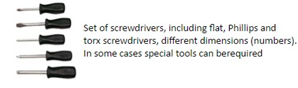 Set of screwdrivers, including flat, Phillips and
torx screwdrivers, different dimensions (numbers).
In some cases special tools can berequired